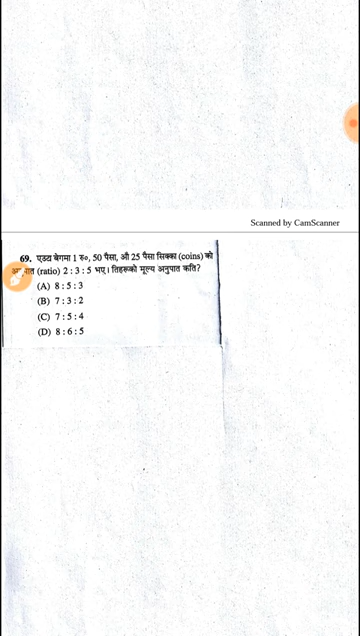 Scanned by CamScanner
69. एउटा बेगमा 1 रु०, 50 पैसा, औ 25 पैसा सिक्का (coins) को
(ratio) 2 : 3 : 5 भए। तिहरूको मूल्य अनुपात कति?
(A) 8 : 5 : 3
(B) 7 : 3 : 2
(C) 7 : 5 : 4
(D) 8 : 6 : 5